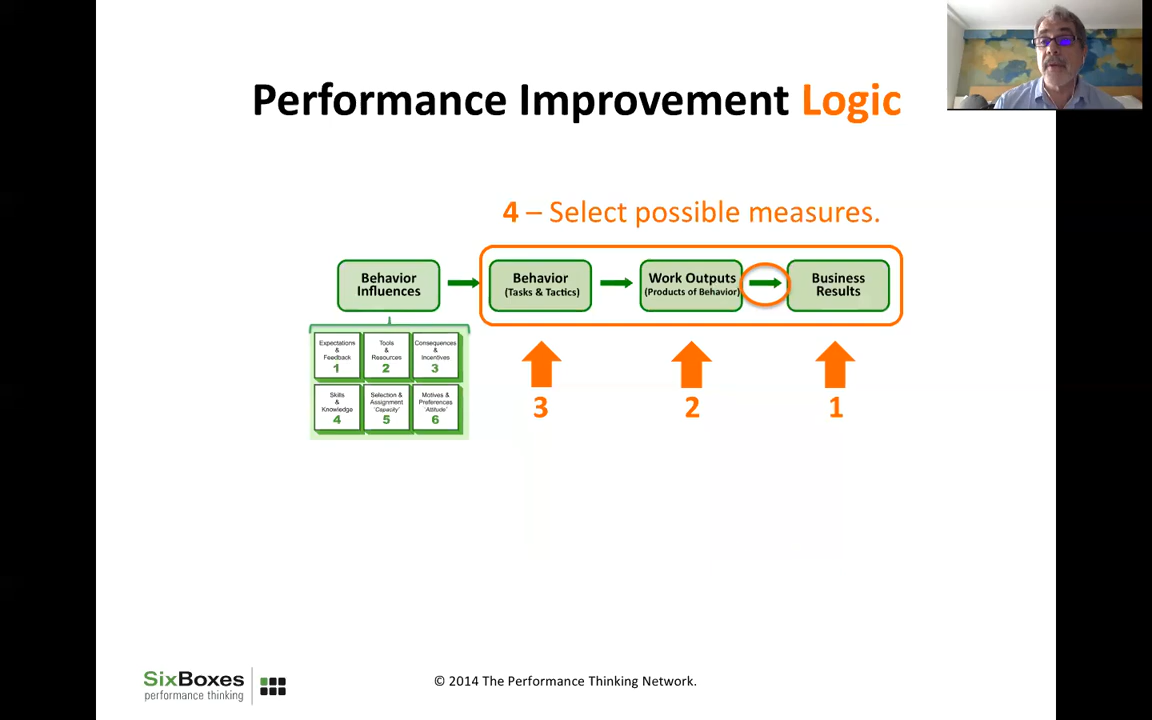 Performance Improvement Logic
4 – Select possible measures.
Behavior
Influences
Behavior
(Tasks & Tactics)
Work Outputs
(Products of Behavior)
Business
Results
Expectations
&
Feedback
1
Tools
&
Resources
2
Consequences
&
Incentives
3
Skills
&
Knowledge
4
Selection &
Assignment
'Capacity'
5
Motives &
Preferences
'Attitude'
6
3
2
1
SixBoxes
performance thinking
© 2014 The Performance Thinking Network.